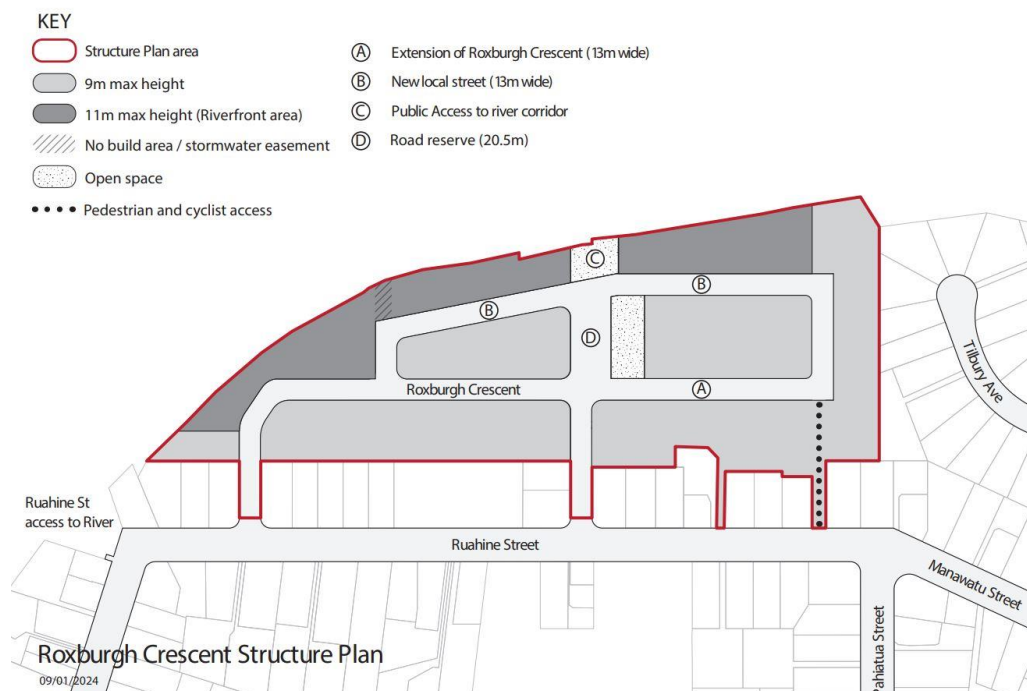 KEY
Structure Plan area
9m max height
11m max height (Riverfront area)
No build area / stormwater easement
Open space
Pedestrian and cyclist access
A Extension of Roxburgh Crescent (13m wide)
B New local street (13m wide)
C Public Access to river corridor
D Road reserve (20.5m)
C
B
B
D
A
Roxburgh Crescent
Tilbury Ave
Ruahine St
access to River
Ruahine Street
Manawatu Street
ahiatua Street
Roxburgh Crescent Structure Plan
09/01/2024